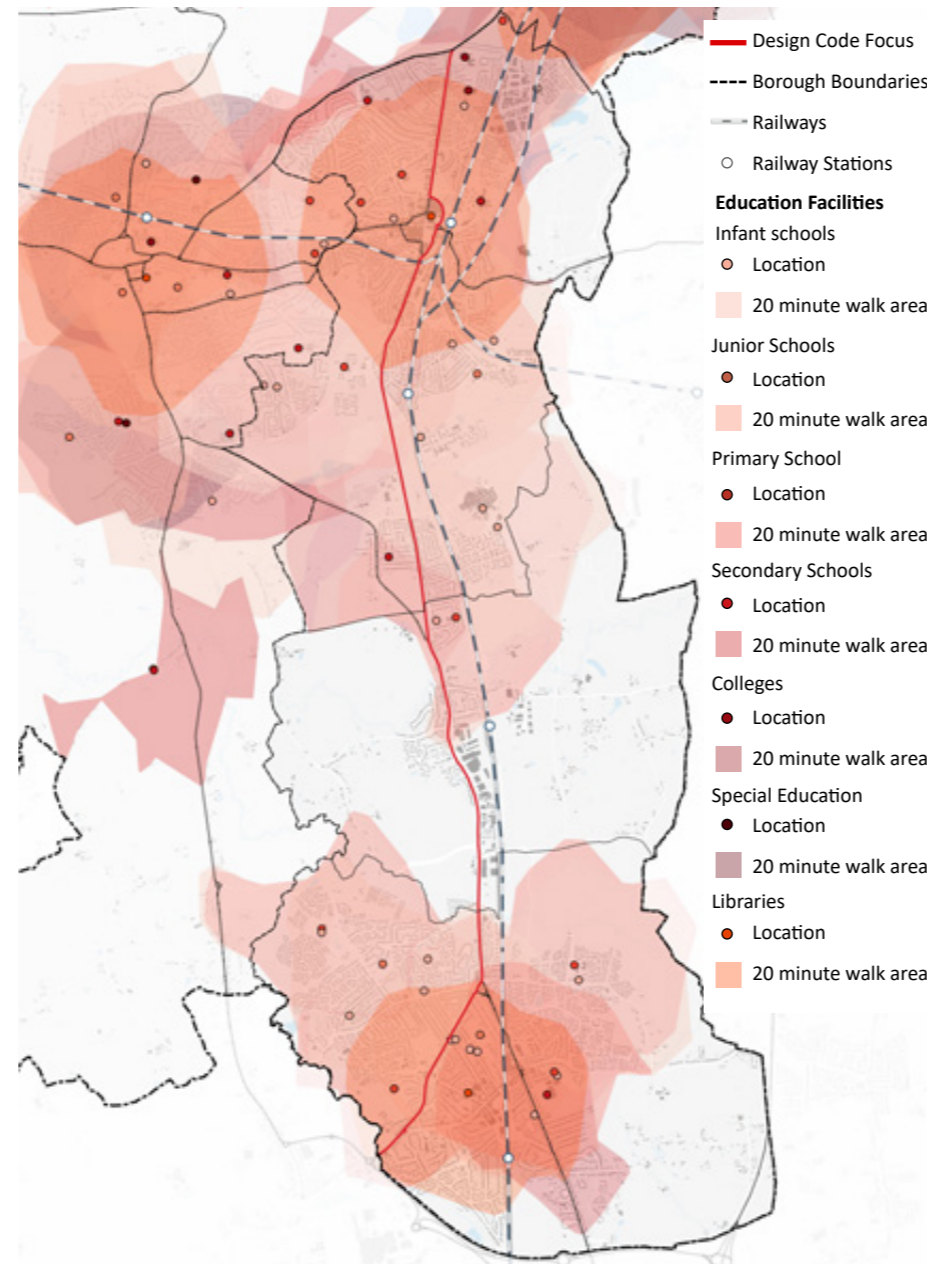 Design Code Focus
Borough Boundaries
Railways
Railway Stations
Education Facilities
Infant schools
Location
20 minute walk area
Junior Schools
Location
20 minute walk area
Primary School
Location
20 minute walk area
Secondary Schools
Location
20 minute walk area
Colleges
Location
20 minute walk area
Special Education
Location
20 minute walk area
Libraries
Location
20 minute walk area